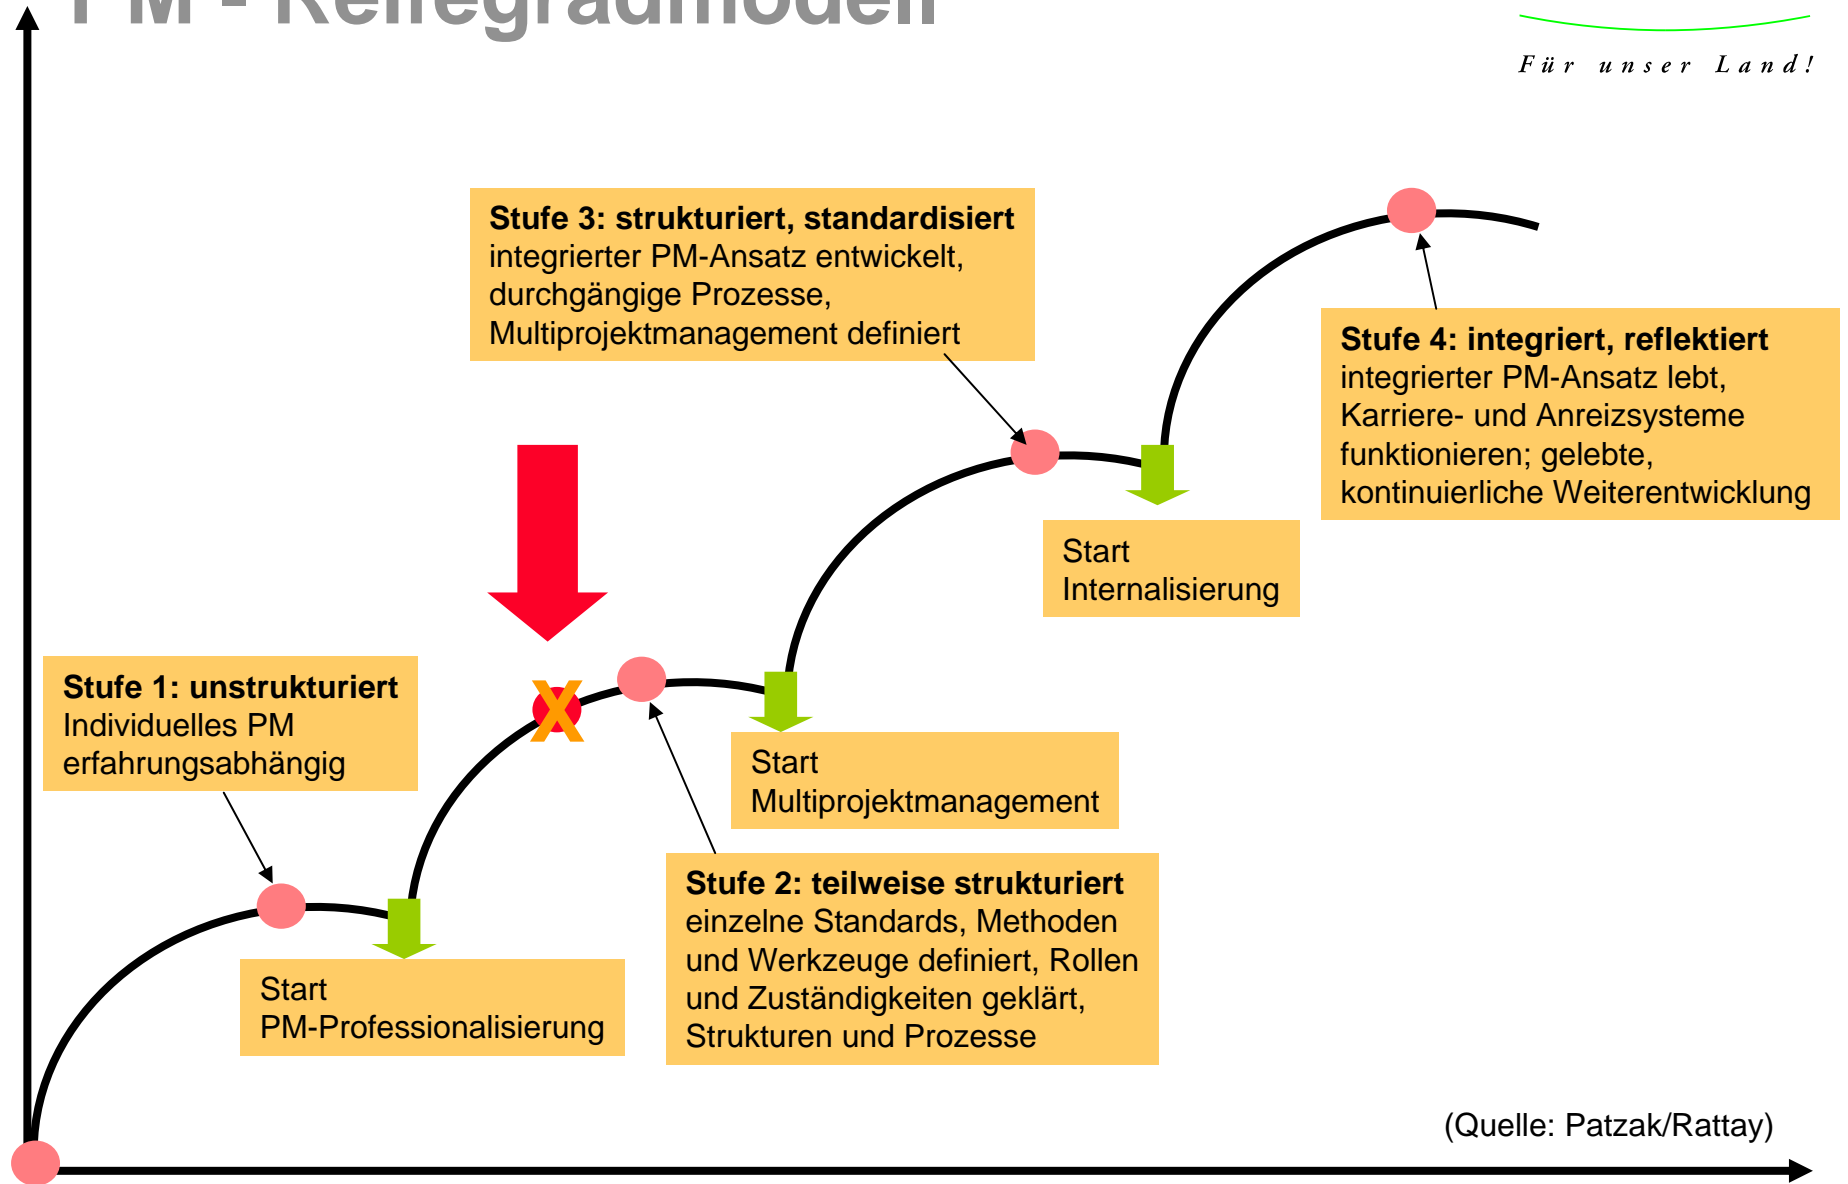 PM - Reifegradmodell
Für unser Land!
Stufe 3: strukturiert, standardisiert
integrierter PM-Ansatz entwickelt,
durchgängige Prozesse,
Multiprojektmanagement definiert
Stufe 4: integriert, reflektiert
integrierter PM-Ansatz lebt,
Karriere- und Anreizsysteme
funktionieren; gelebte,
kontinuierliche Weiterentwicklung
Start
Internalisierung
Stufe 1: unstrukturiert
Individuelles PM
erfahrungsabhängig
X
Start
Multiprojektmanagement
Stufe 2: teilweise strukturiert
einzelne Standards, Methoden
und Werkzeuge definiert, Rollen
und Zuständigkeiten geklärt,
Strukturen und Prozesse
Start
PM-Professionalisierung
(Quelle: Patzak/Rattay)